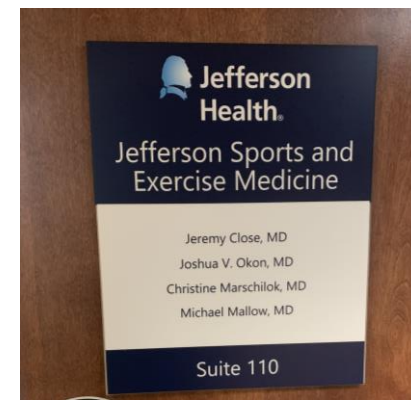 Jefferson
Health.
Jefferson Sports and
Exercise Medicine
Jeremy Close, MD
Joshua V. Okon, MD
Christine Marschilok, MD
Michael Mallow, MD
Suite 110